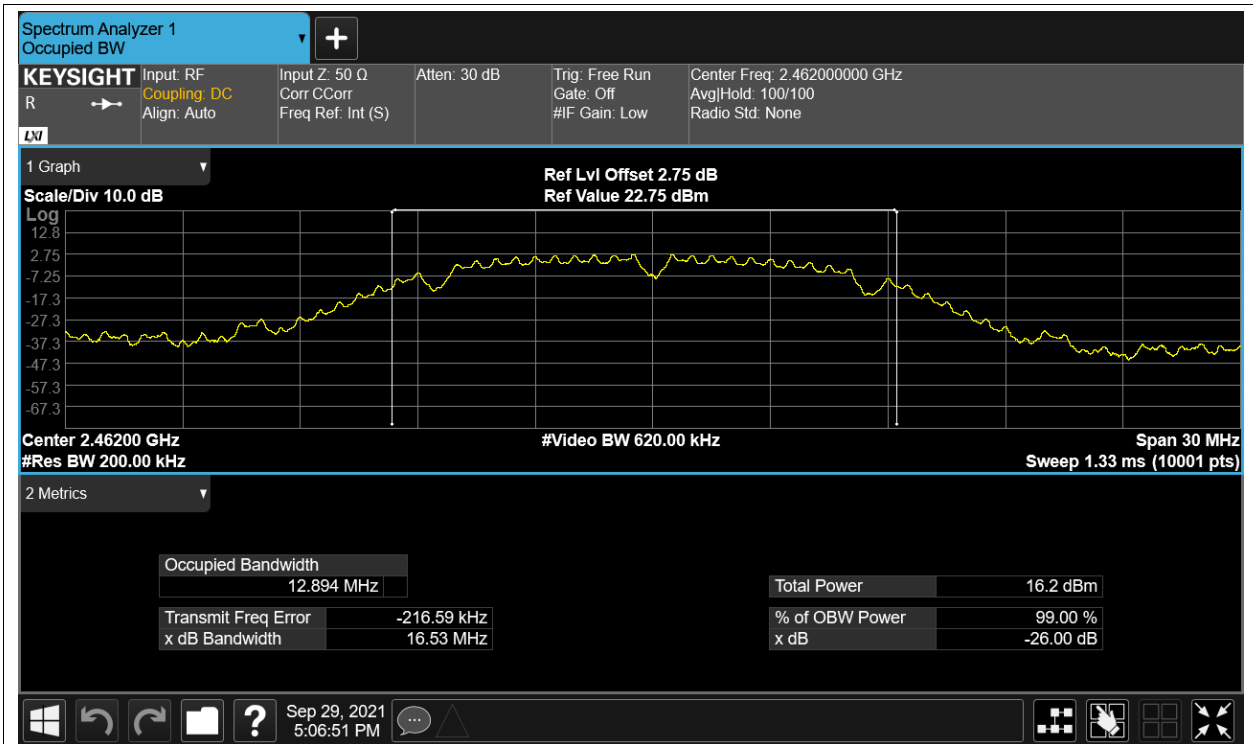 Spectrum Analyzer 1
Occupied BW
+
KEYSIGHT Input: RF Input Z: 50 Ω Atten: 30 dB Trig: Free Run Center Freq: 2.462000000 GHz
R Coupling: DC Corr CCorr Gate: Off Avg|Hold: 100/100
Align: Auto Freq Ref: Int (S) #IF Gain: Low Radio Std: None
LXI
1 Graph
Ref Lvl Offset 2.75 dB
Scale/Div 10.0 dB Ref Value 22.75 dBm
Log
12.8
2.75
-7.25
-17.3
-27.3
-37.3
-47.3
-57.3
-67.3
Center 2.46200 GHz #Video BW 620.00 kHz Span 30 MHz
#Res BW 200.00 kHz Sweep 1.33 ms (10001 pts)
2 Metrics
Occupied Bandwidth
12.894 MHz Total Power 16.2 dBm
Transmit Freq Error -216.59 kHz % of OBW Power 99.00 %
x dB Bandwidth 16.53 MHz x dB -26.00 dB
? Sep 29, 2021
5:06:51 PM